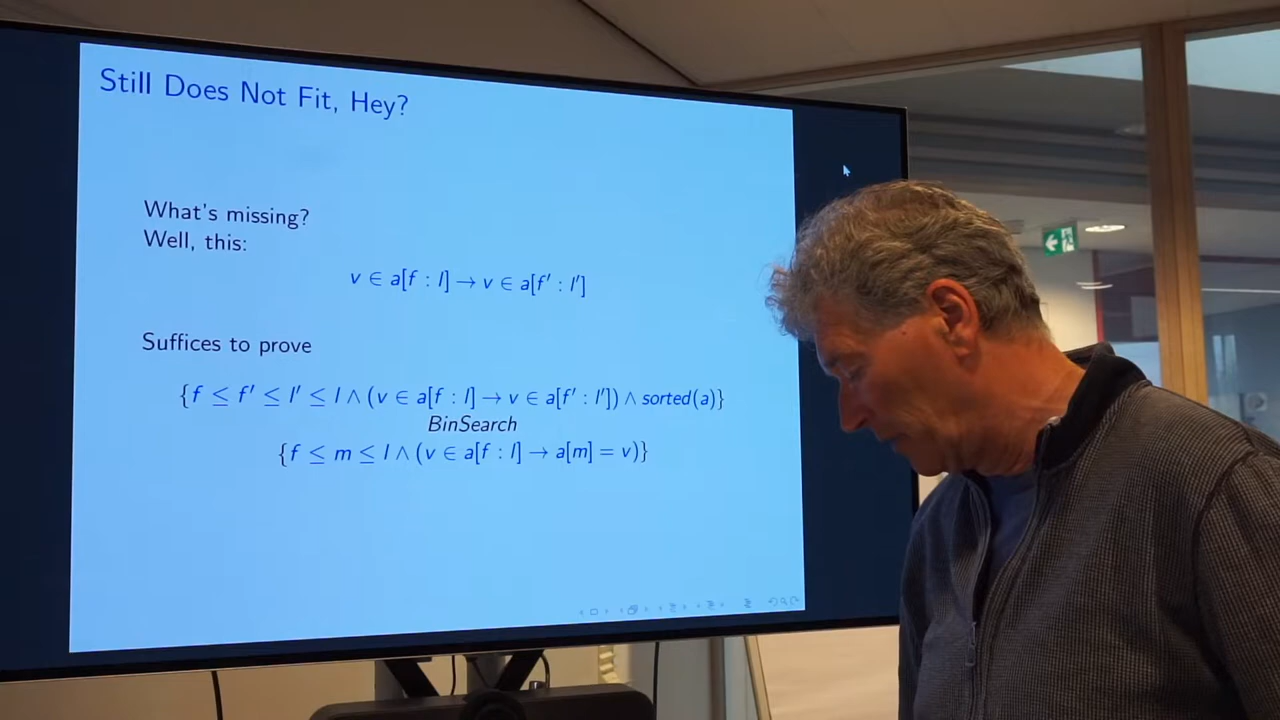 Still Does Not Fit, Hey?
What's missing?
Well, this:
v ∈ a[f : l] → v ∈ a[f′ : l′]
Suffices to prove
{f ≤ f′ ≤ l′ ≤ l ∧ (v ∈ a[f : l] → v ∈ a[f′ : l′]) ∧ sorted(a)}
BinSearch
{f ≤ m ≤ l ∧ (v ∈ a[f : l] → a[m] = v)}